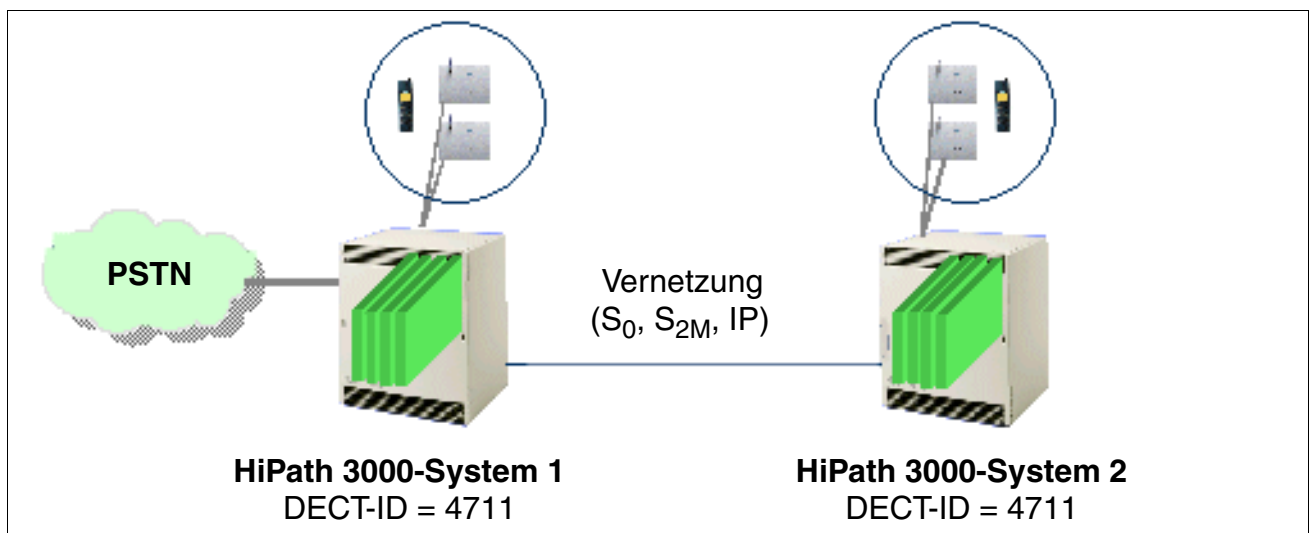 PSTN
Vernetzung
(S0, S2M, IP)
HiPath 3000-System 1
DECT-ID = 4711
HiPath 3000-System 2
DECT-ID = 4711